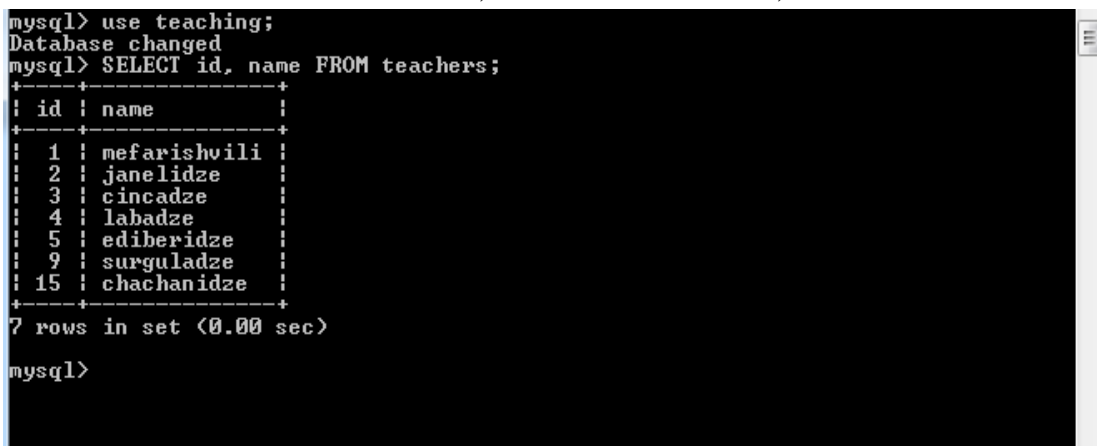 mysql> use teaching;
Database changed
mysql> SELECT id, name FROM teachers;
+----+--------------+
| id | name         |
+----+--------------+
|  1 | mefarishvili |
|  2 | janelidze    |
|  3 | cincadze     |
|  4 | labadze      |
|  5 | ediberidze   |
|  9 | surguladze   |
| 15 | chachanidze  |
+----+--------------+
7 rows in set (0.00 sec)
mysql>